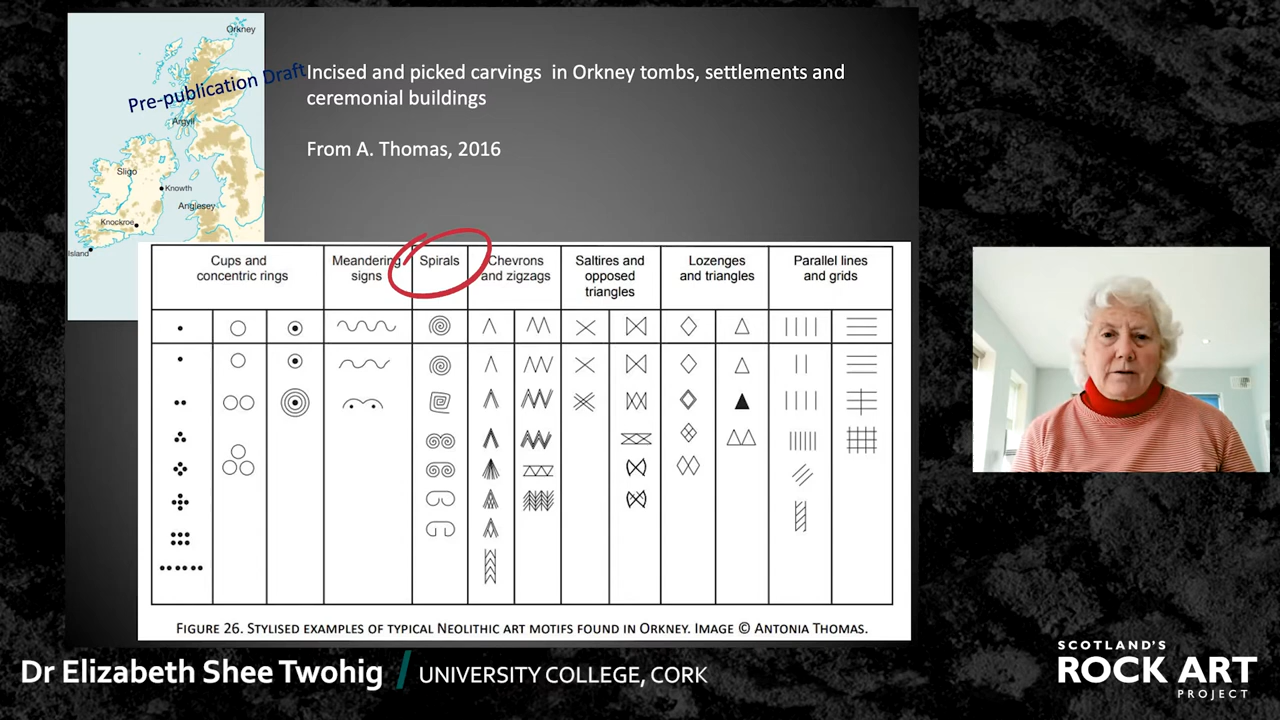 Orkney
Pre-publication Draft
Argyll
Sligo
Knowth
Anglesey
Knockroe
Island
Incised and picked carvings in Orkney tombs, settlements and
ceremonial buildings
From A. Thomas, 2016
Cups and
concentric rings
Meandering
signs
Spirals
Chevrons
and zigzags
Saltires and
opposed
triangles
Lozenges
and triangles
Parallel lines
and grids
FIGURE 26. STYLISED EXAMPLES OF TYPICAL NEOLITHIC ART MOTIFS FOUND IN ORKNEY. IMAGE © ANTONIA THOMAS.
Dr Elizabeth Shee Twohig / UNIVERSITY COLLEGE, CORK
SCOTLAND'S
ROCK ART
PROJECT